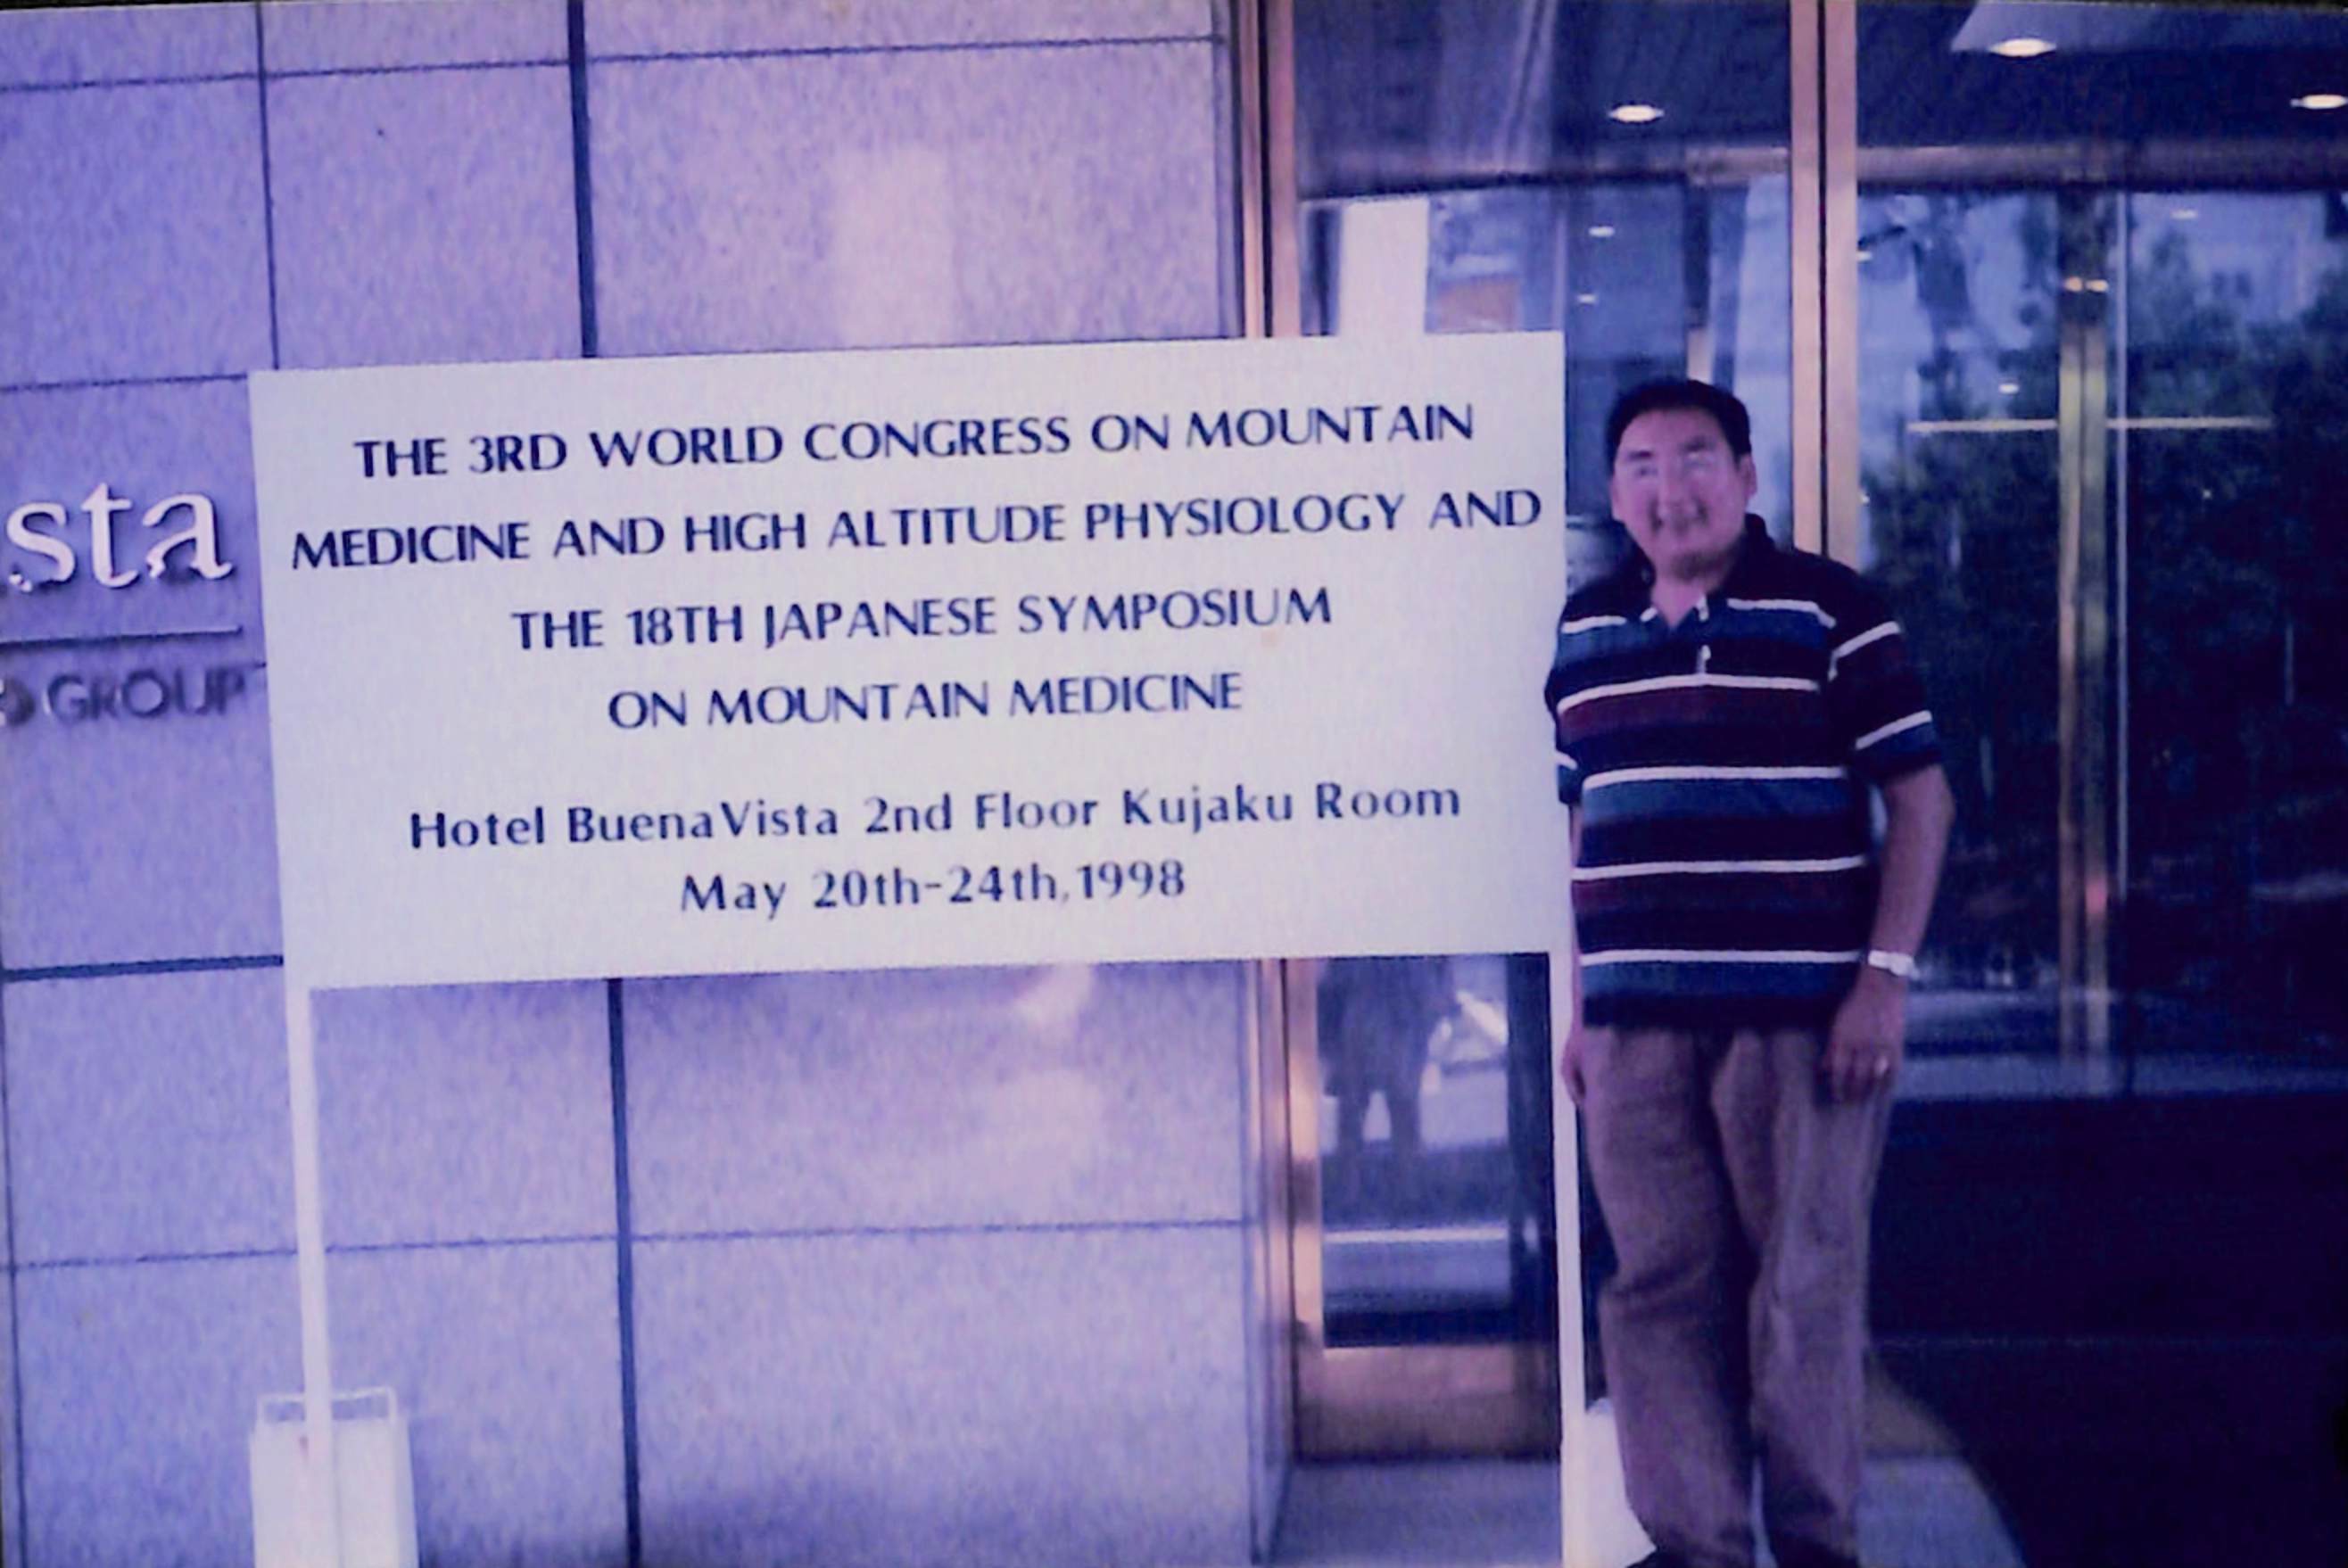 THE 3RD WORLD CONGRESS ON MOUNTAIN
MEDICINE AND HIGH ALTITUDE PHYSIOLOGY AND
THE 18TH JAPANESE SYMPOSIUM
ON MOUNTAIN MEDICINE
Hotel BuenaVista 2nd Floor Kujaku Room
May 20th-24th,1998
sta
GROUP